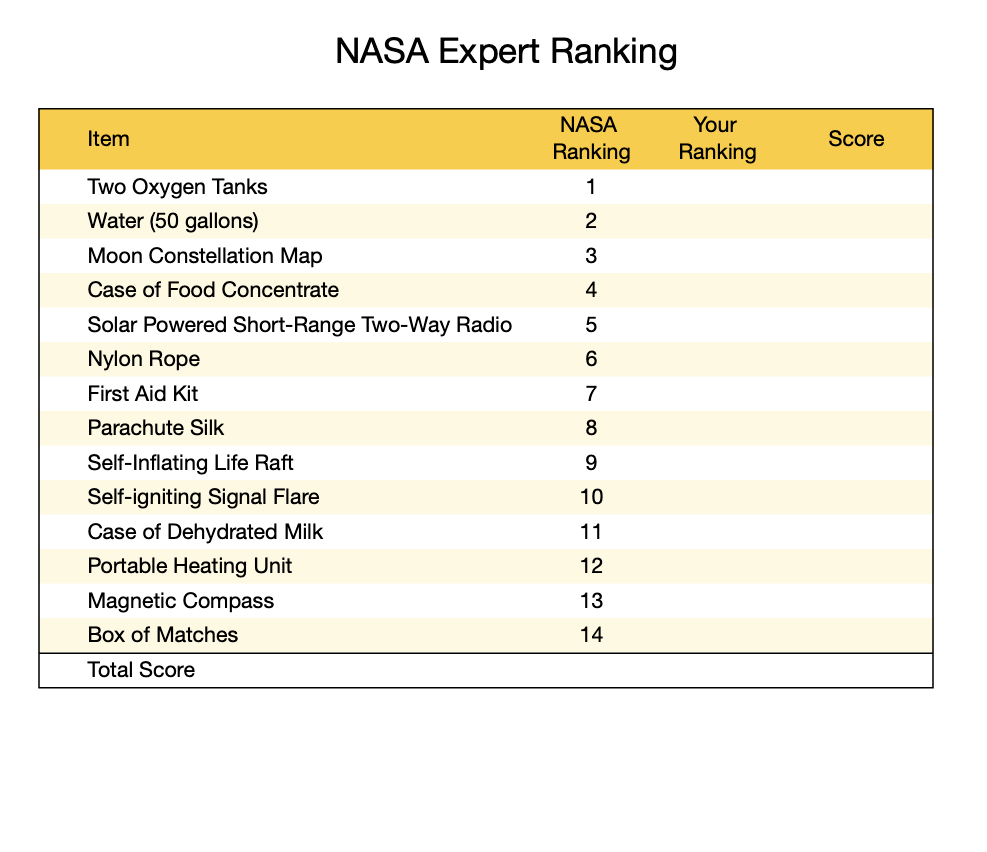 NASA Expert Ranking
Item NASA Ranking Your Ranking Score
Two Oxygen Tanks 1
Water (50 gallons) 2
Moon Constellation Map 3
Case of Food Concentrate 4
Solar Powered Short-Range Two-Way Radio 5
Nylon Rope 6
First Aid Kit 7
Parachute Silk 8
Self-Inflating Life Raft 9
Self-igniting Signal Flare 10
Case of Dehydrated Milk 11
Portable Heating Unit 12
Magnetic Compass 13
Box of Matches 14
Total Score